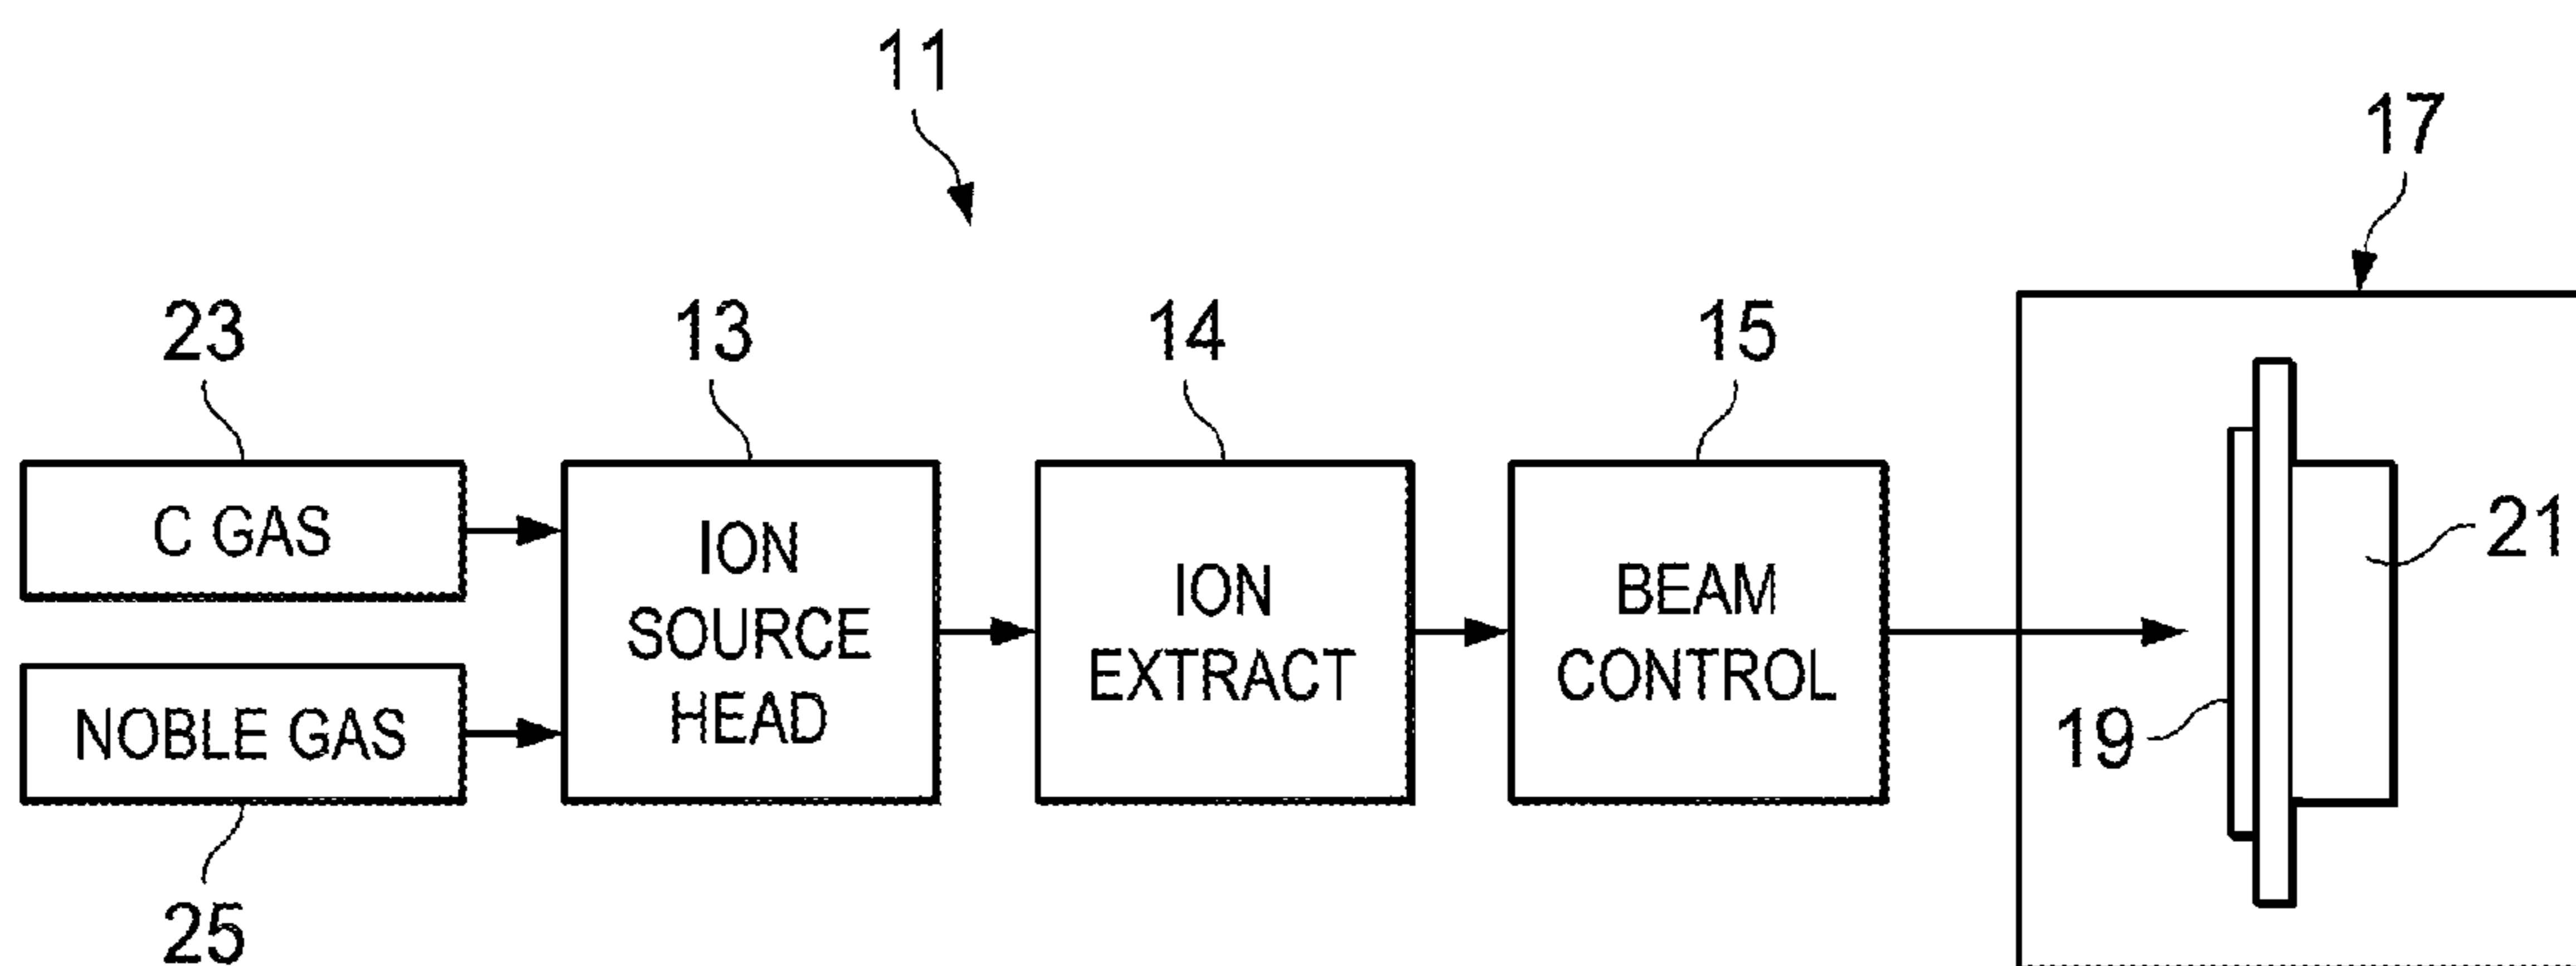 11
17
23
13
14
15
C GAS
ION
SOURCE
HEAD
ION
EXTRACT
BEAM
CONTROL
21
NOBLE GAS
19
25